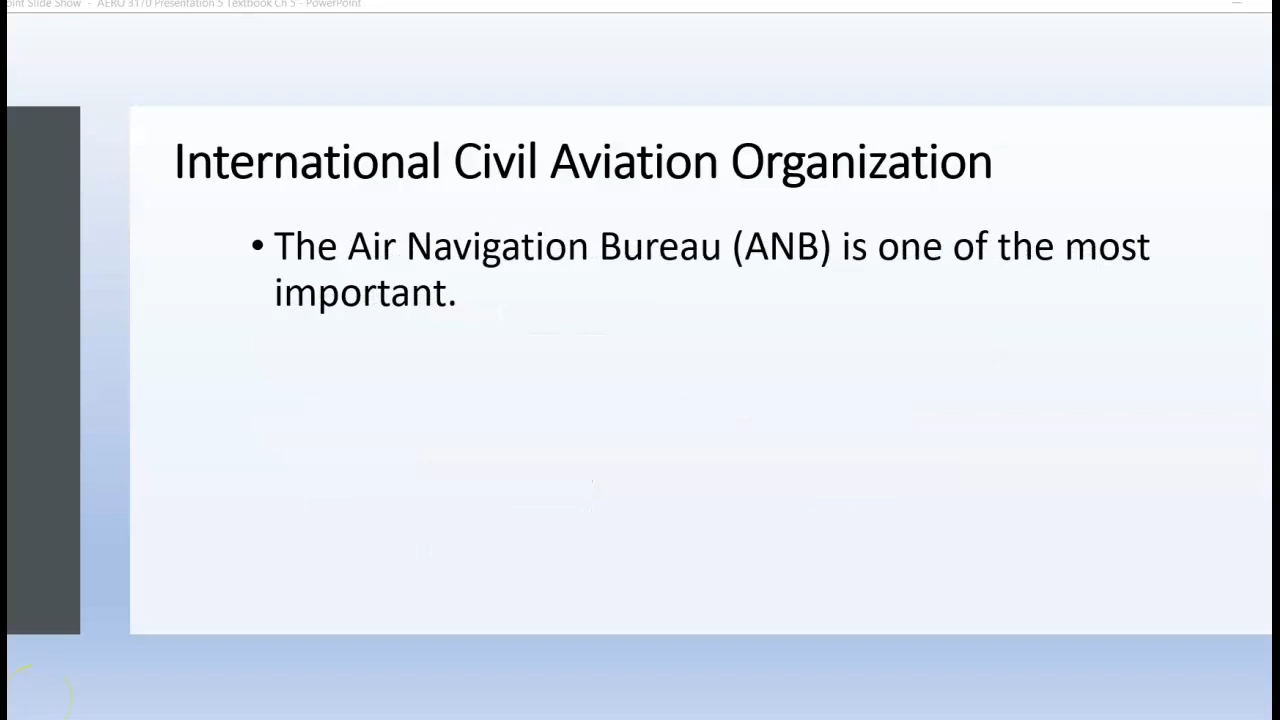 oint Slide Show - AERO 3170 Presentation 5 Textbook Ch 5 - PowerPoint
International Civil Aviation Organization
• The Air Navigation Bureau (ANB) is one of the most
important.